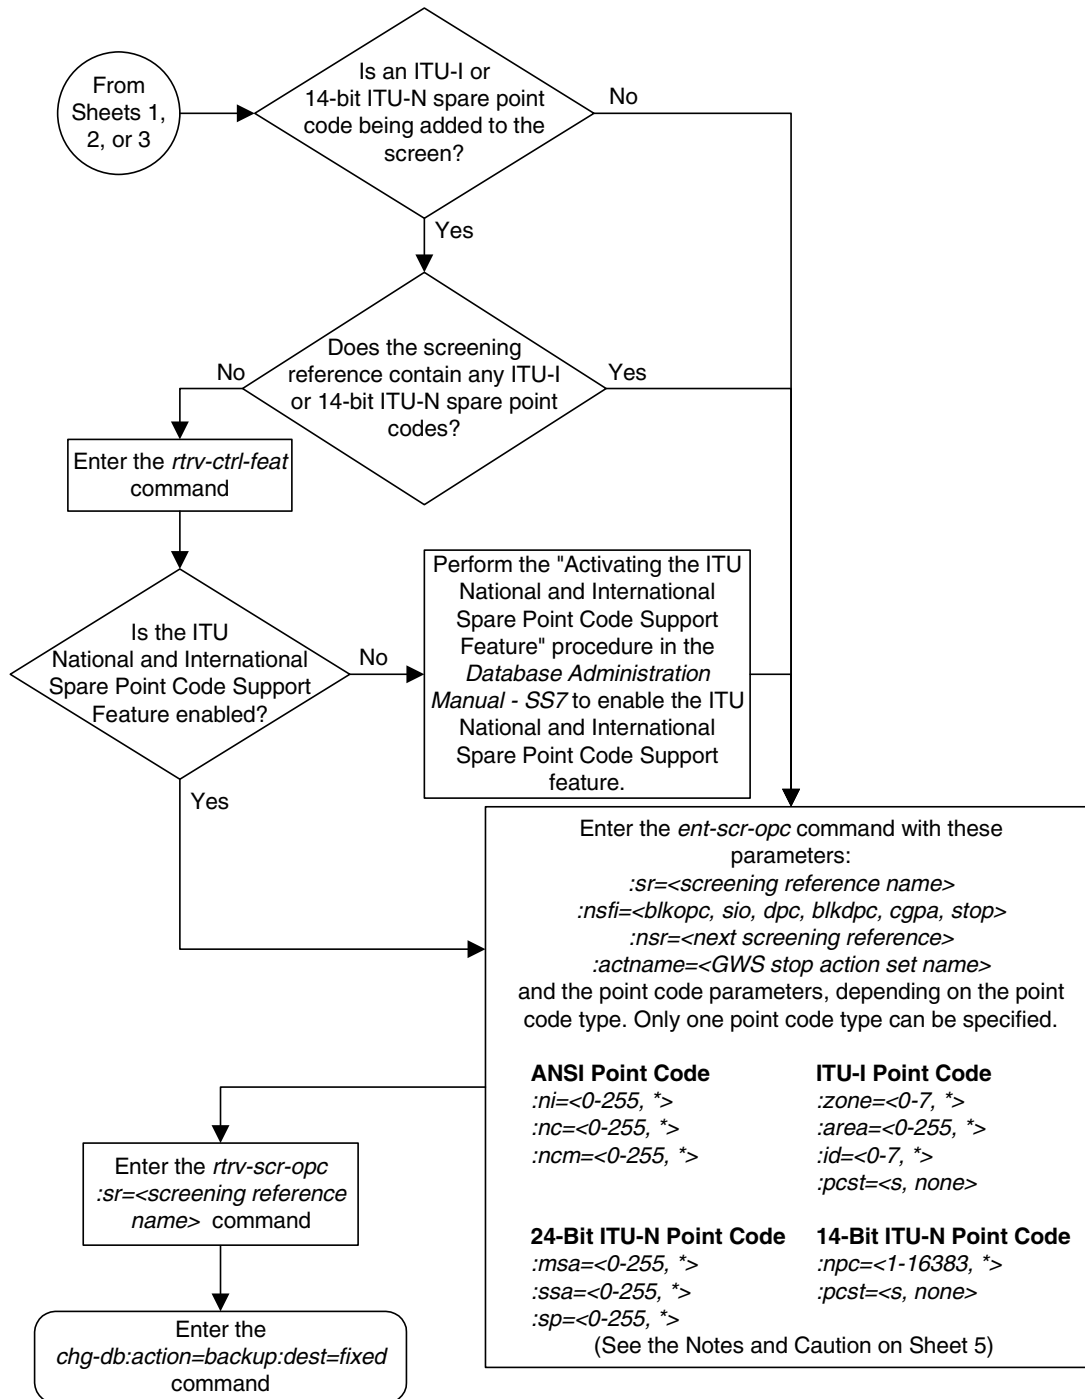 From
Sheets 1,
2, or 3
Is an ITU-I or
14-bit ITU-N spare point
code being added to the
screen?
No
Yes
Does the screening
reference contain any ITU-I
or 14-bit ITU-N spare point
codes?
No
Yes
Enter the rtrv-ctrl-feat
command
Is the ITU
National and International
Spare Point Code Support
Feature enabled?
No
Yes
Perform the "Activating the ITU
National and International
Spare Point Code Support
Feature" procedure in the
Database Administration
Manual - SS7 to enable the ITU
National and International
Spare Point Code Support
feature.
Enter the ent-scr-opc command with these
parameters:
:sr=<screening reference name>
:nsfi=<blkopc, sio, dpc, blkdpc, cgpa, stop>
:nsr=<next screening reference>
:actname=<GWS stop action set name>
and the point code parameters, depending on the point
code type. Only one point code type can be specified.
ANSI Point Code
:ni=<0-255, *>
:nc=<0-255, *>
:ncm=<0-255, *>
ITU-I Point Code
:zone=<0-7, *>
:area=<0-255, *>
:id=<0-7, *>
:pcst=<s, none>
24-Bit ITU-N Point Code
:msa=<0-255, *>
:ssa=<0-255, *>
:sp=<0-255, *>
14-Bit ITU-N Point Code
:npc=<1-16383, *>
:pcst=<s, none>
(See the Notes and Caution on Sheet 5)
Enter the rtrv-scr-opc
:sr=<screening reference
name> command
Enter the
chg-db:action=backup:dest=fixed
command